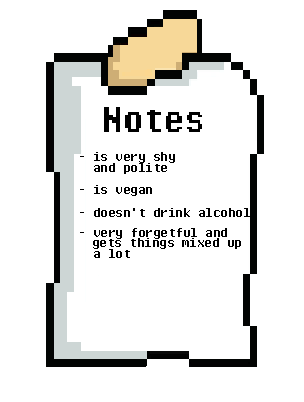 Notes
- is very shy
and polite
- is vegan
- doesn't drink alcohol
- very forgetful and
gets things mixed up
a lot